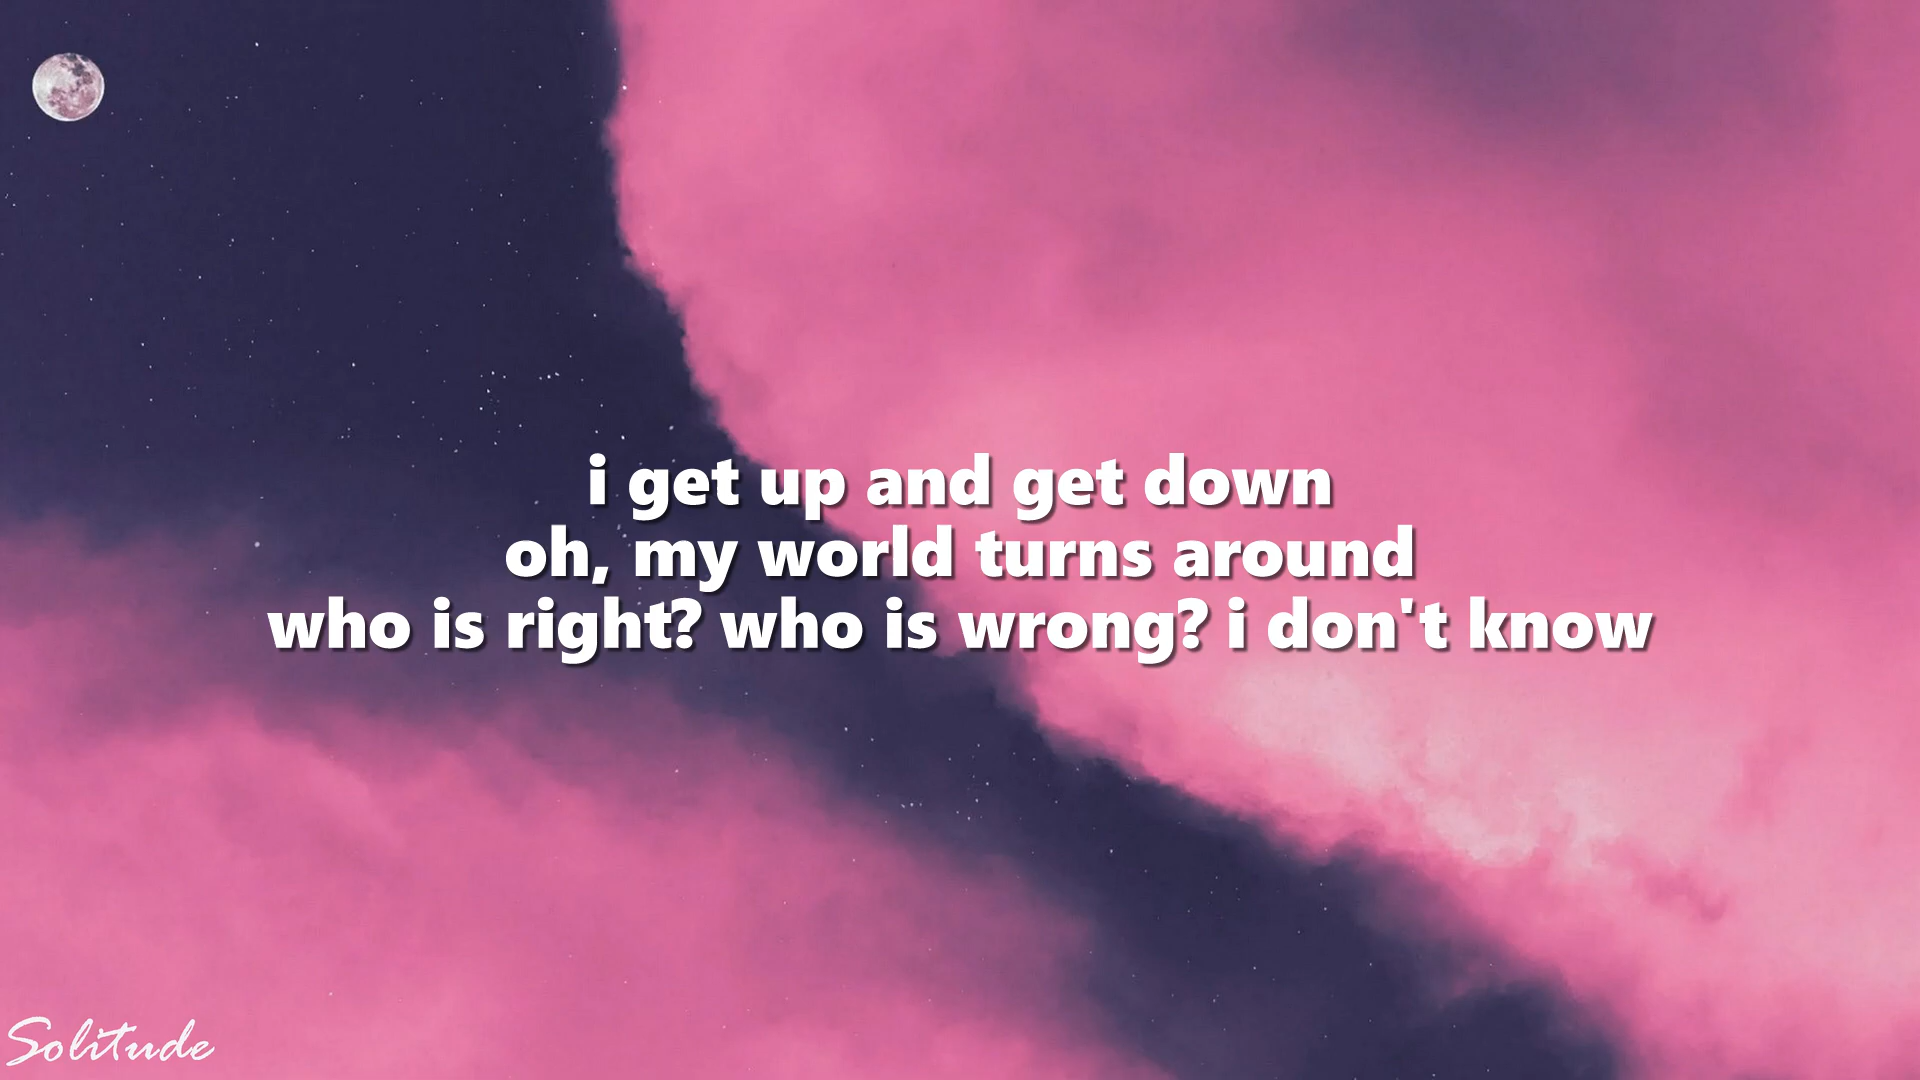 i get up and get down
oh, my world turns around
who is right? who is wrong? i don't know
Solitude